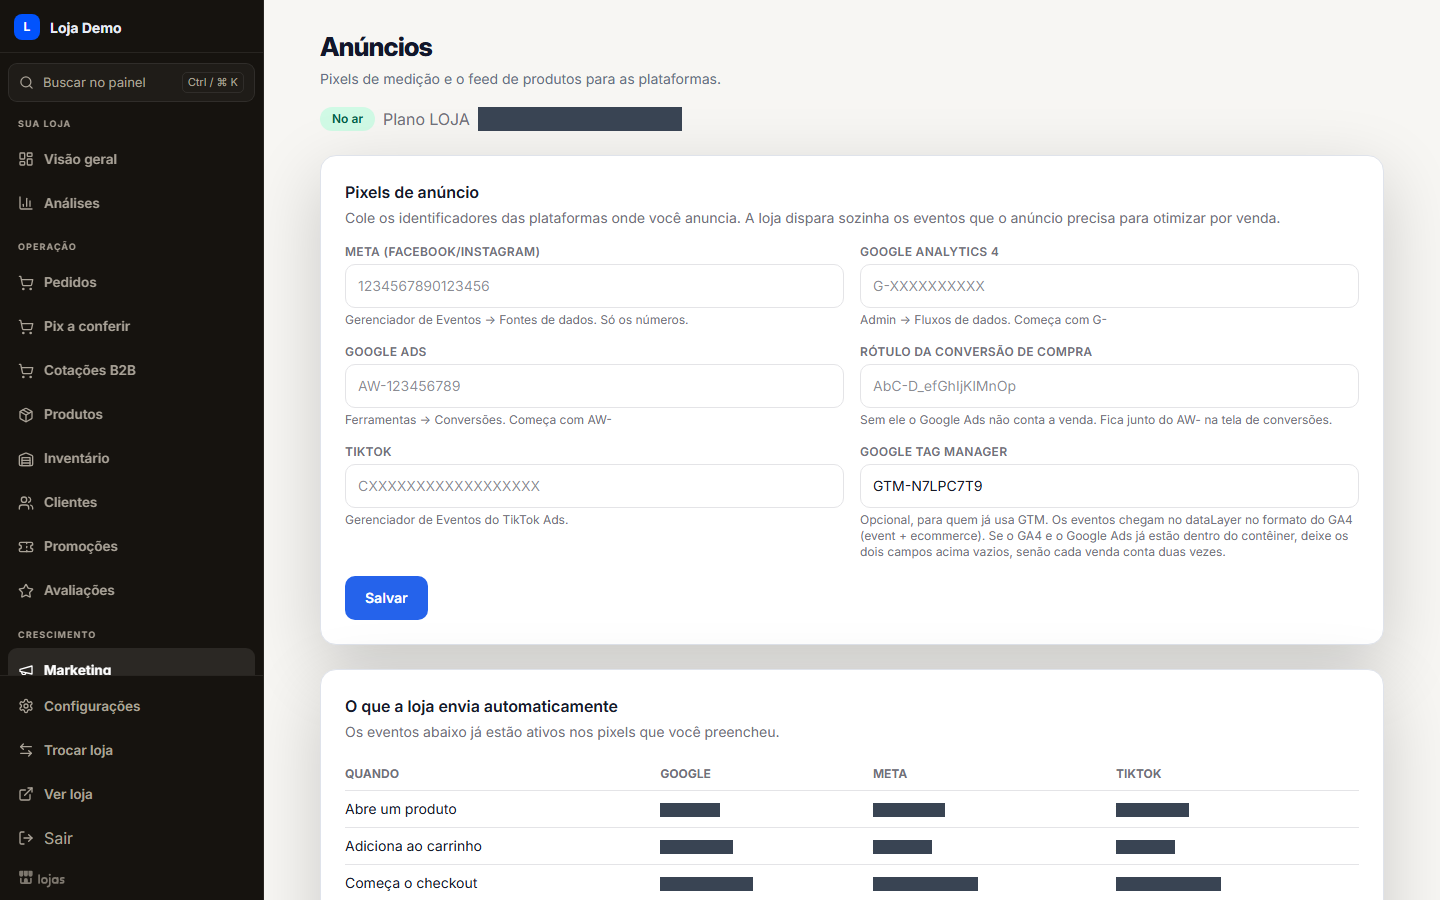 L Loja Demo
Buscar no painel Ctrl / ⌘ K
SUA LOJA
Visão geral
Análises
OPERAÇÃO
Pedidos
Pix a conferir
Cotações B2B
Produtos
Inventário
Clientes
Promoções
Avaliações
CRESCIMENTO
Marketing
Configurações
Trocar loja
Ver loja
Sair
lojas
Anúncios
Pixels de medição e o feed de produtos para as plataformas.
No ar Plano LOJA
Pixels de anúncio
Cole os identificadores das plataformas onde você anuncia. A loja dispara sozinha os eventos que o anúncio precisa para otimizar por venda.
META (FACEBOOK/INSTAGRAM)
1234567890123456
Gerenciador de Eventos → Fontes de dados. Só os números.
GOOGLE ANALYTICS 4
G-XXXXXXXXXX
Admin → Fluxos de dados. Começa com G-
GOOGLE ADS
AW-123456789
Ferramentas → Conversões. Começa com AW-
RÓTULO DA CONVERSÃO DE COMPRA
AbC-D_efGhIjKlMnOp
Sem ele o Google Ads não conta a venda. Fica junto do AW- na tela de conversões.
TIKTOK
CXXXXXXXXXXXXXXXXXX
Gerenciador de Eventos do TikTok Ads.
GOOGLE TAG MANAGER
GTM-N7LPC7T9
Opcional, para quem já usa GTM. Os eventos chegam no dataLayer no formato do GA4
(event + ecommerce). Se o GA4 e o Google Ads já estão dentro do contêiner, deixe os
dois campos acima vazios, senão cada venda conta duas vezes.
Salvar
O que a loja envia automaticamente
Os eventos abaixo já estão ativos nos pixels que você preencheu.
QUANDO GOOGLE META TIKTOK
Abre um produto
Adiciona ao carrinho
Começa o checkout